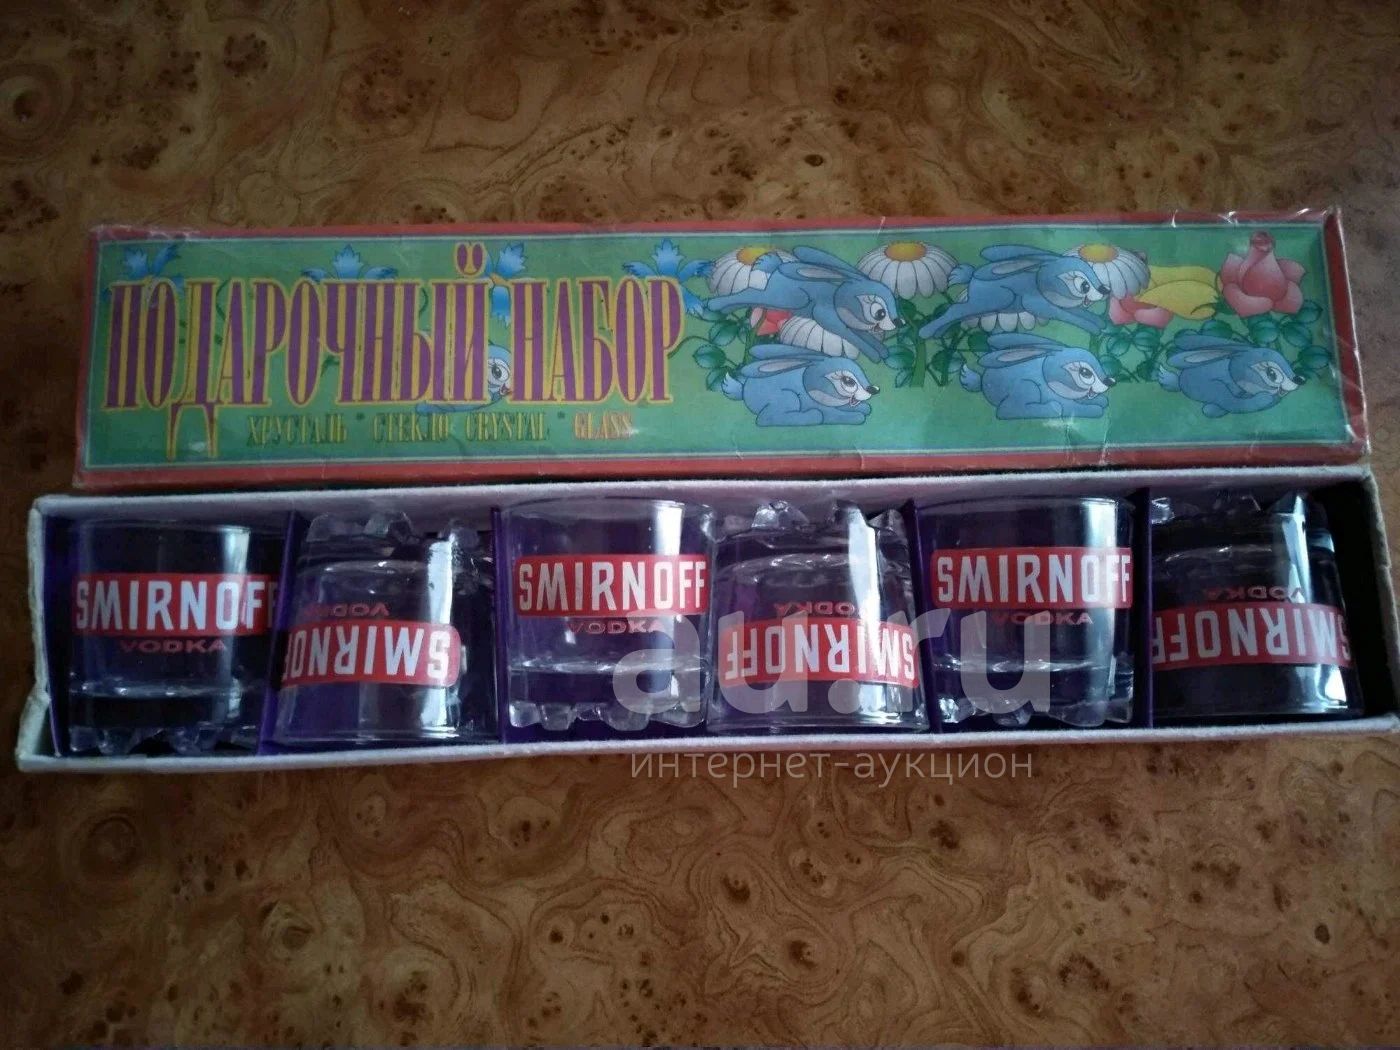 ПОДАРОЧНЫЙ НАБОР
ХРУСТАЛЬ * СТЕКЛО CRYSTAL * GLASS
SMIRNOFF
VODKA
SMIRNOFF
VODKA
SMIRNOFF
VODKA
SMIRNOFF
VODKA
SMIRNOFF
VODKA
SMIRNOFF
VODKA
au.ru
интернет-аукцион